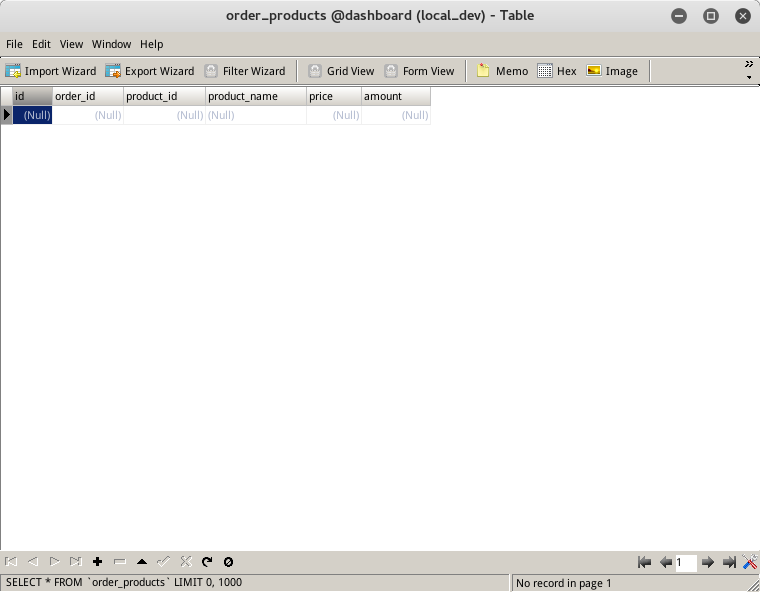 order_products @dashboard (local_dev) - Table
File Edit View Window Help
Import Wizard Export Wizard Filter Wizard Grid View Form View Memo Hex Image
id order_id product_id product_name price amount
(Null) (Null) (Null) (Null) (Null) (Null)
1
SELECT * FROM `order_products` LIMIT 0, 1000 No record in page 1